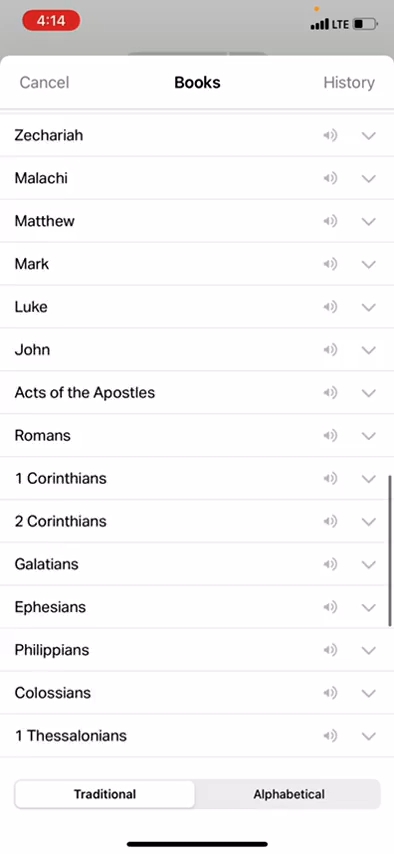 4:14
LTE
Cancel
Books
History
Zechariah
Malachi
Matthew
Mark
Luke
John
Acts of the Apostles
Romans
1 Corinthians
2 Corinthians
Galatians
Ephesians
Philippians
Colossians
1 Thessalonians
Traditional
Alphabetical